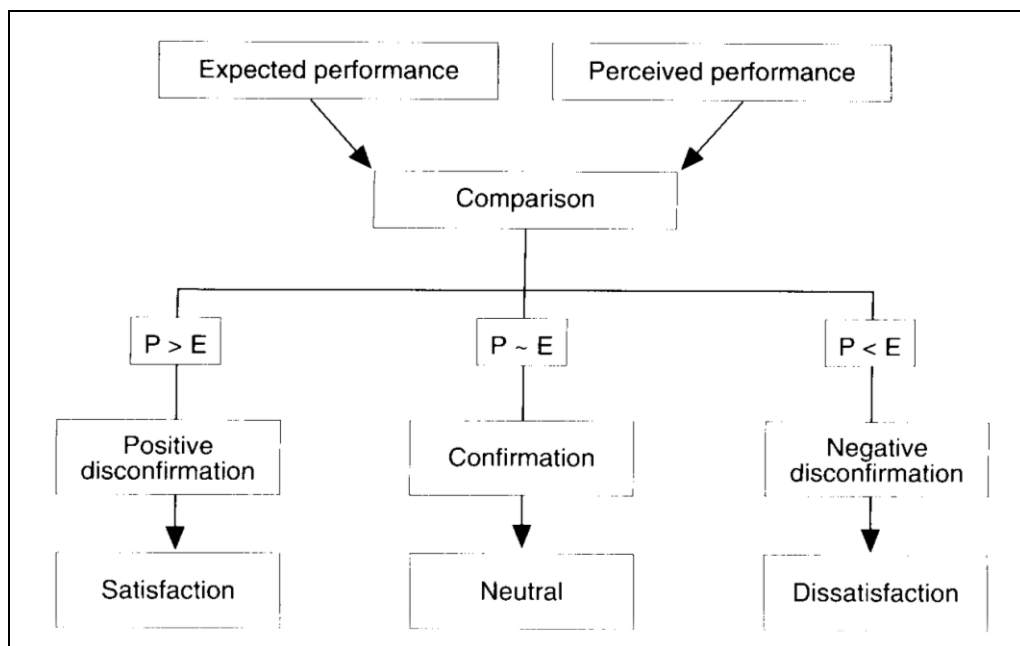 Expected performance
Perceived performance
Comparison
P > E
P ~ E
P < E
Positive
disconfirmation
Confirmation
Negative
disconfirmation
Satisfaction
Neutral
Dissatisfaction